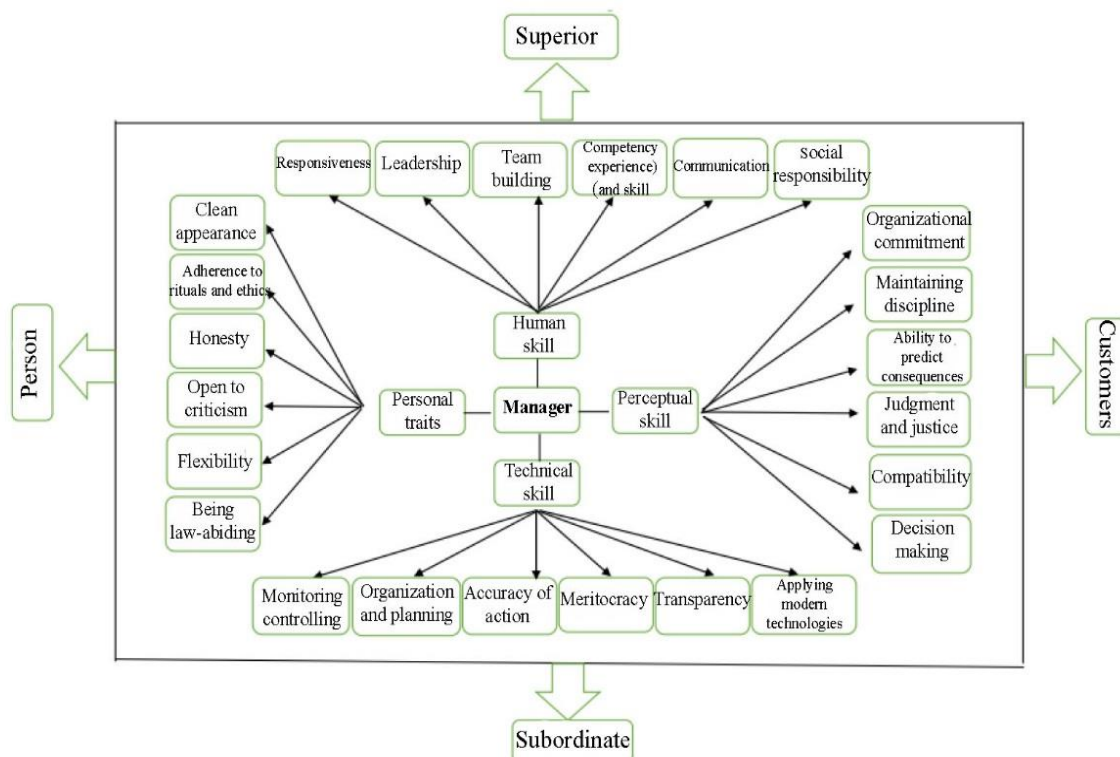 Superior
Responsiveness
Leadership
Team
building
Competency
experience)
(and skill
Communication
Social
responsibility
Clean
appearance
Adherence to
rituals and ethics
Honesty
Open to
criticism
Flexibility
Being
law-abiding
Person
Human
skill
Personal
traits
Manager
Perceptual
skill
Technical
skill
Organizational
commitment
Maintaining
discipline
Ability to
predict
consequences
Judgment
and justice
Compatibility
Decision
making
Customers
Monitoring
controlling
Organization
and planning
Accuracy of
action
Meritocracy
Transparency
Applying
modern
technologies
Subordinate